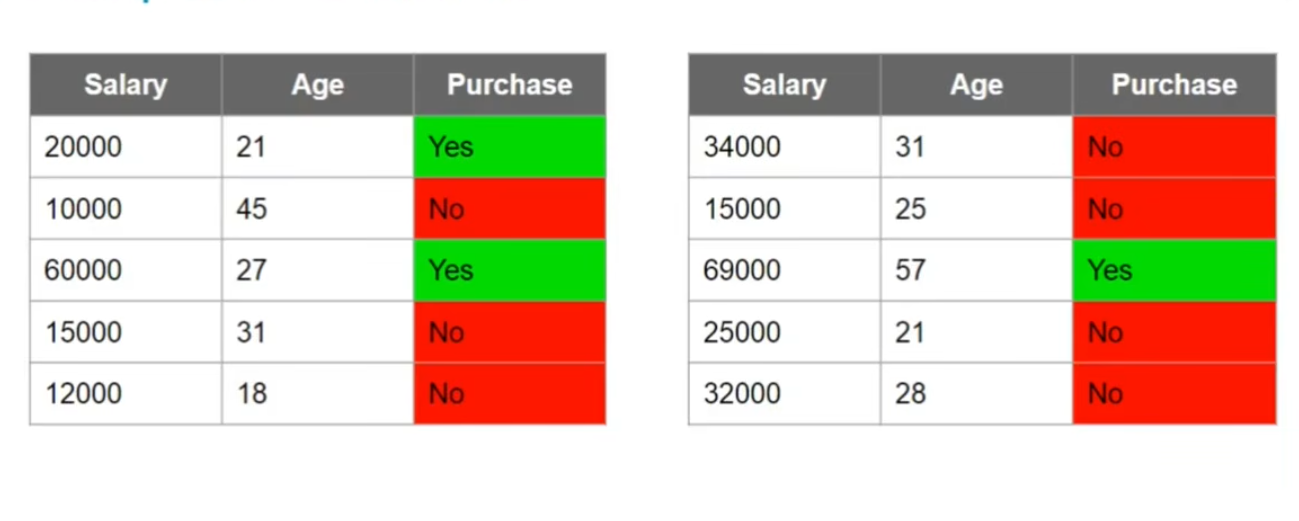 Salary Age Purchase
20000 21 Yes
10000 45 No
60000 27 Yes
15000 31 No
12000 18 No
Salary Age Purchase
34000 31 No
15000 25 No
69000 57 Yes
25000 21 No
32000 28 No